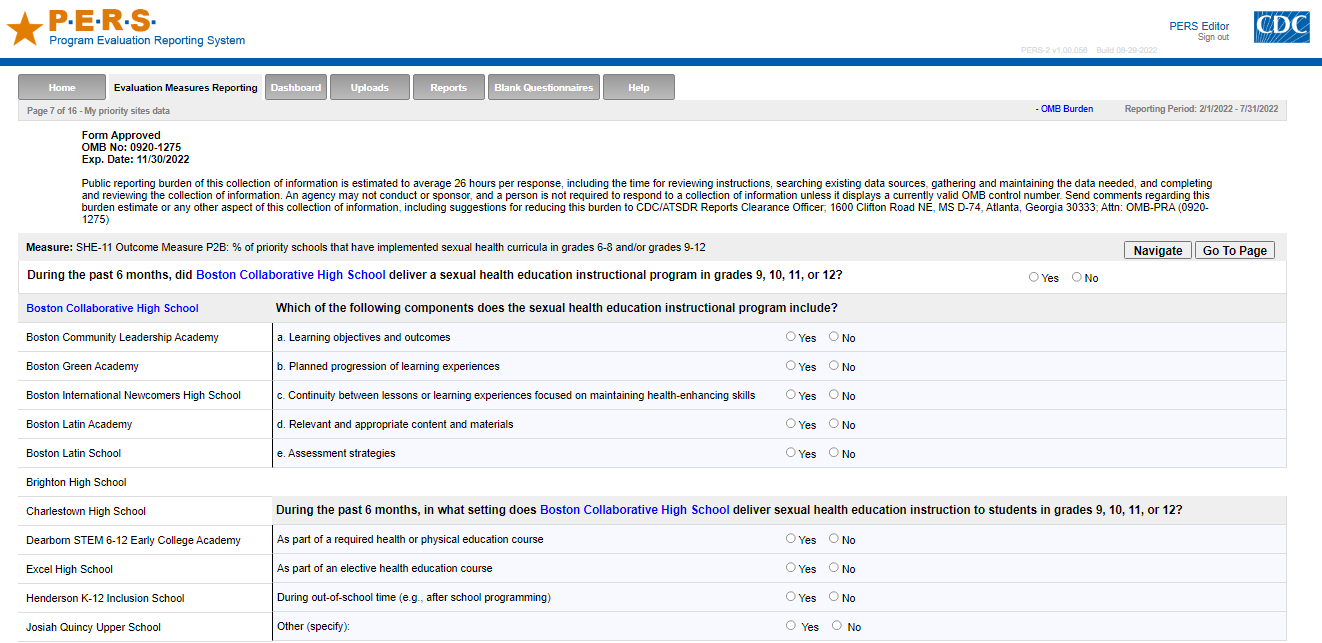 P·E·R·S·
Program Evaluation Reporting System
PERS Editor
Sign out
CDC
PERS-2 v1.00.056 Build 08-29-2022
Home Evaluation Measures Reporting Dashboard Uploads Reports Blank Questionnaires Help
Page 7 of 16 - My priority sites data - OMB Burden Reporting Period: 2/1/2022 - 7/31/2022
Form Approved
OMB No: 0920-1275
Exp. Date: 11/30/2022
Public reporting burden of this collection of information is estimated to average 26 hours per response, including the time for reviewing instructions, searching existing data sources, gathering and maintaining the data needed, and completing
and reviewing the collection of information. An agency may not conduct or sponsor, and a person is not required to respond to a collection of information unless it displays a currently valid OMB control number. Send comments regarding this
burden estimate or any other aspect of this collection of information, including suggestions for reducing this burden to CDC/ATSDR Reports Clearance Officer; 1600 Clifton Road NE, MS D-74, Atlanta, Georgia 30333; Attn: OMB-PRA (0920-
1275)
Measure: SHE-11 Outcome Measure P2B: % of priority schools that have implemented sexual health curricula in grades 6-8 and/or grades 9-12
Navigate Go To Page
During the past 6 months, did Boston Collaborative High School deliver a sexual health education instructional program in grades 9, 10, 11, or 12? Yes No
Boston Collaborative High School Which of the following components does the sexual health education instructional program include?
Boston Community Leadership Academy a. Learning objectives and outcomes Yes No
Boston Green Academy b. Planned progression of learning experiences Yes No
Boston International Newcomers High School c. Continuity between lessons or learning experiences focused on maintaining health-enhancing skills Yes No
Boston Latin Academy d. Relevant and appropriate content and materials Yes No
Boston Latin School e. Assessment strategies Yes No
Brighton High School
Charlestown High School During the past 6 months, in what setting does Boston Collaborative High School deliver sexual health education instruction to students in grades 9, 10, 11, or 12?
Dearborn STEM 6-12 Early College Academy As part of a required health or physical education course Yes No
Excel High School As part of an elective health education course Yes No
Henderson K-12 Inclusion School During out-of-school time (e.g., after school programming) Yes No
Josiah Quincy Upper School Other (specify): Yes No